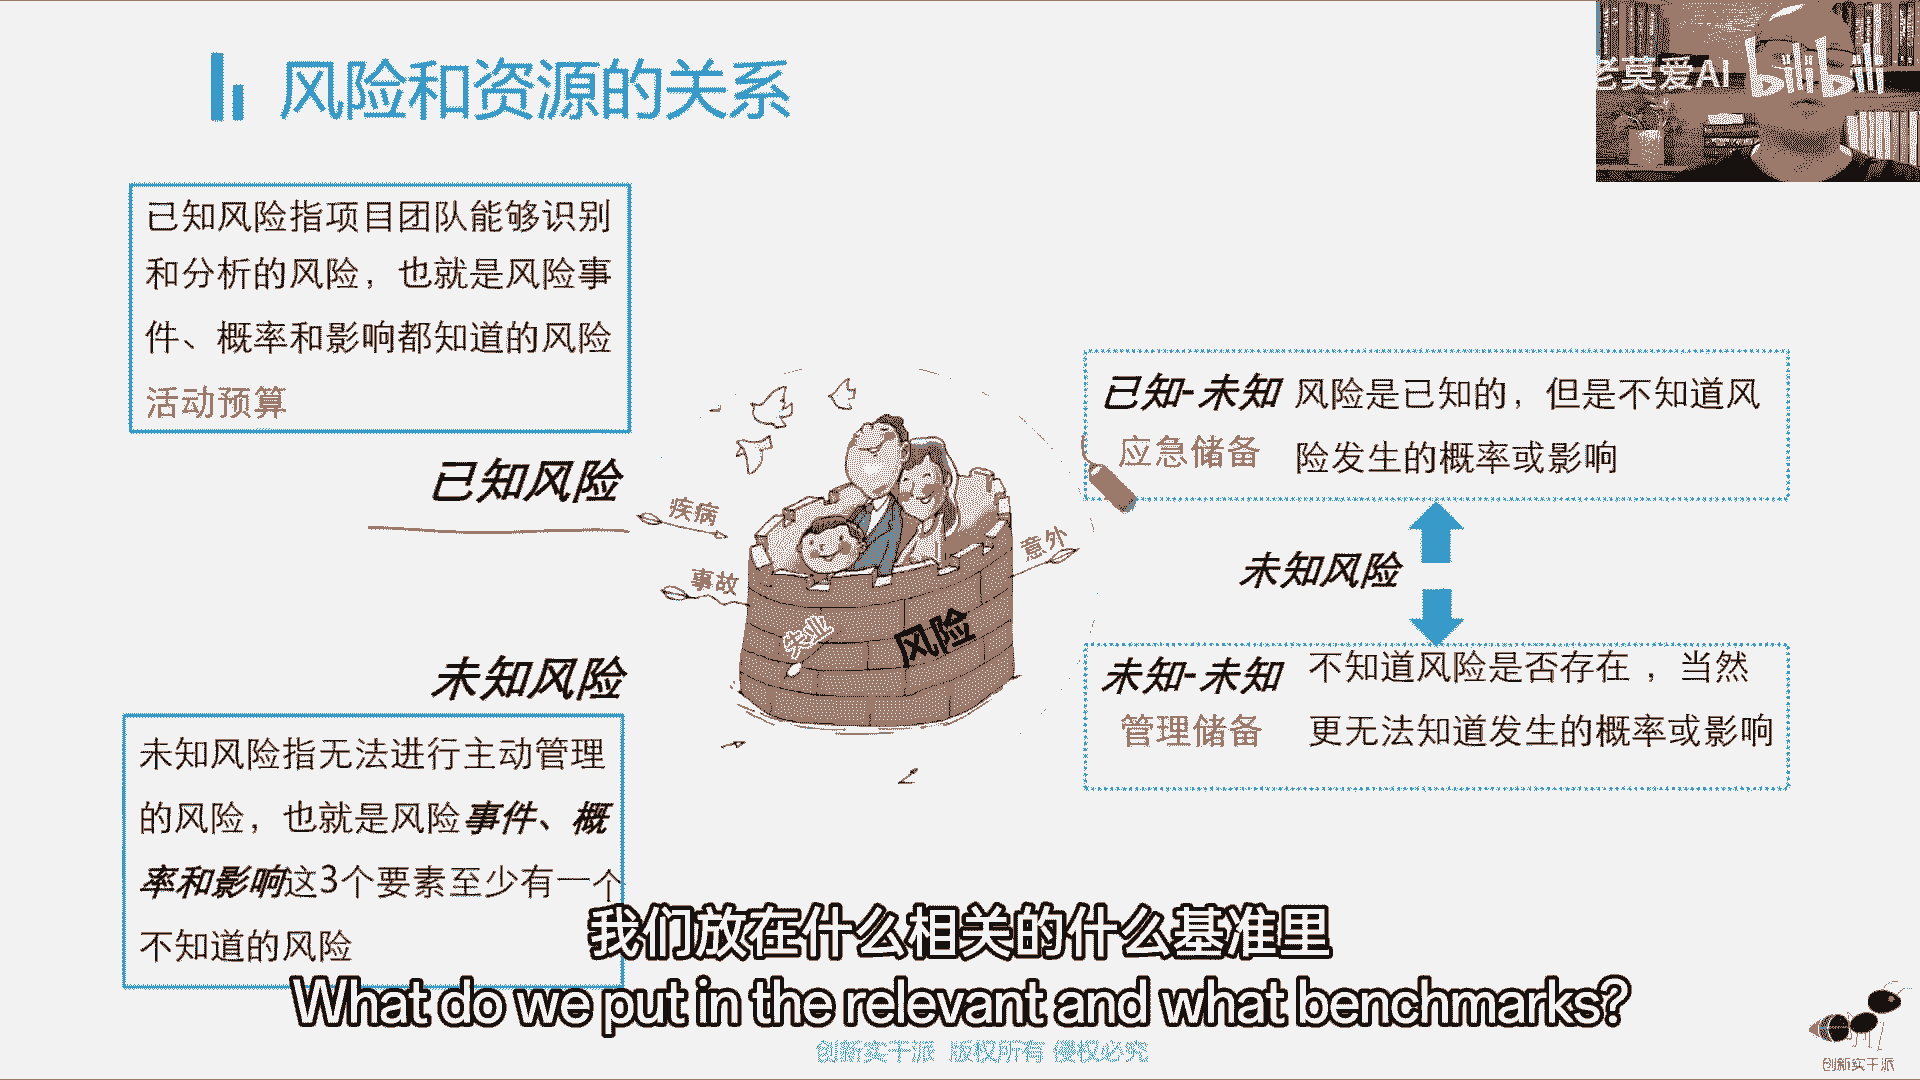 风险和资源的关系
老莫爱AI
bilibili
已知风险指项目团队能够识别
和分析的风险，也就是风险事
件、概率和影响都知道的风险
活动预算
已知风险
疾病
事故
失业
风险
意外
已知-未知 风险是已知的，但是不知道风
应急储备 险发生的概率或影响
未知风险
未知-未知 不知道风险是否存在，当然
管理储备 更无法知道发生的概率或影响
未知风险
未知风险指无法进行主动管理
的风险，也就是风险事件、概
率和影响这3个要素至少有一个
不知道的风险
我们放在什么相关的什么基准里
What do we put in the relevant and what benchmarks?
创新实干派 版权所有 侵权必究
创新实干派